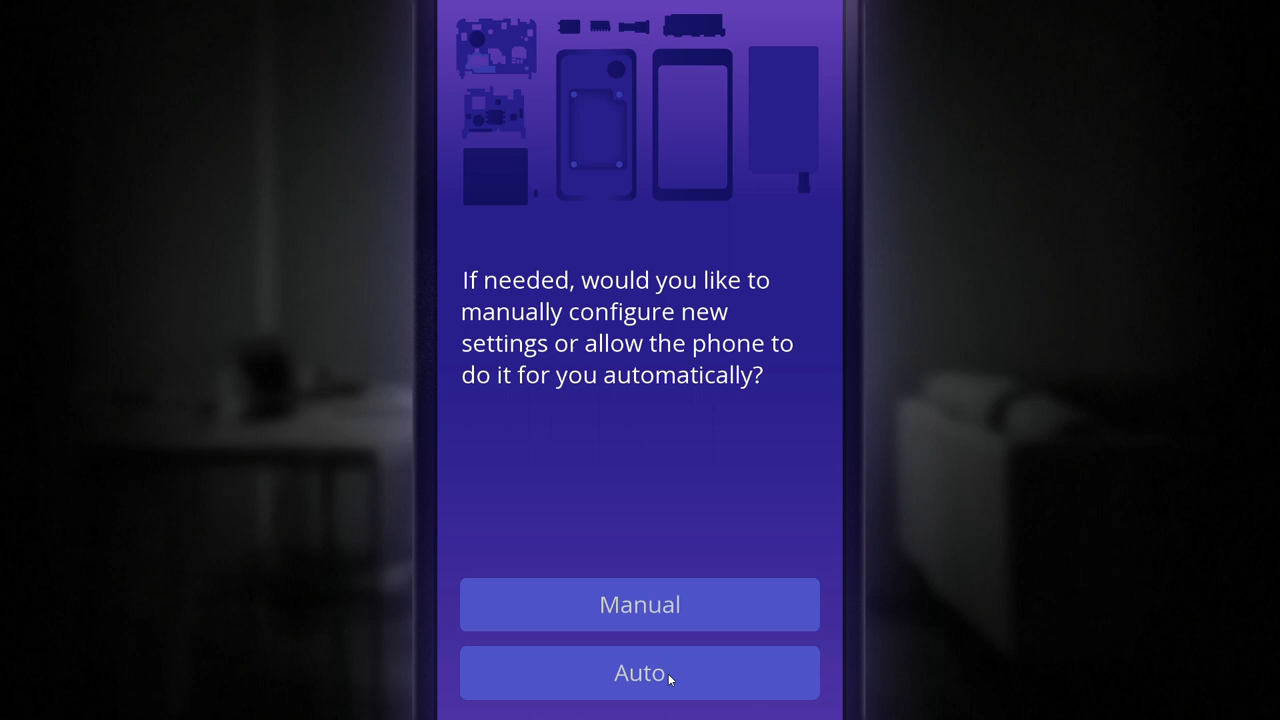 If needed, would you like to
manually configure new
settings or allow the phone to
do it for you automatically?
Manual
Auto